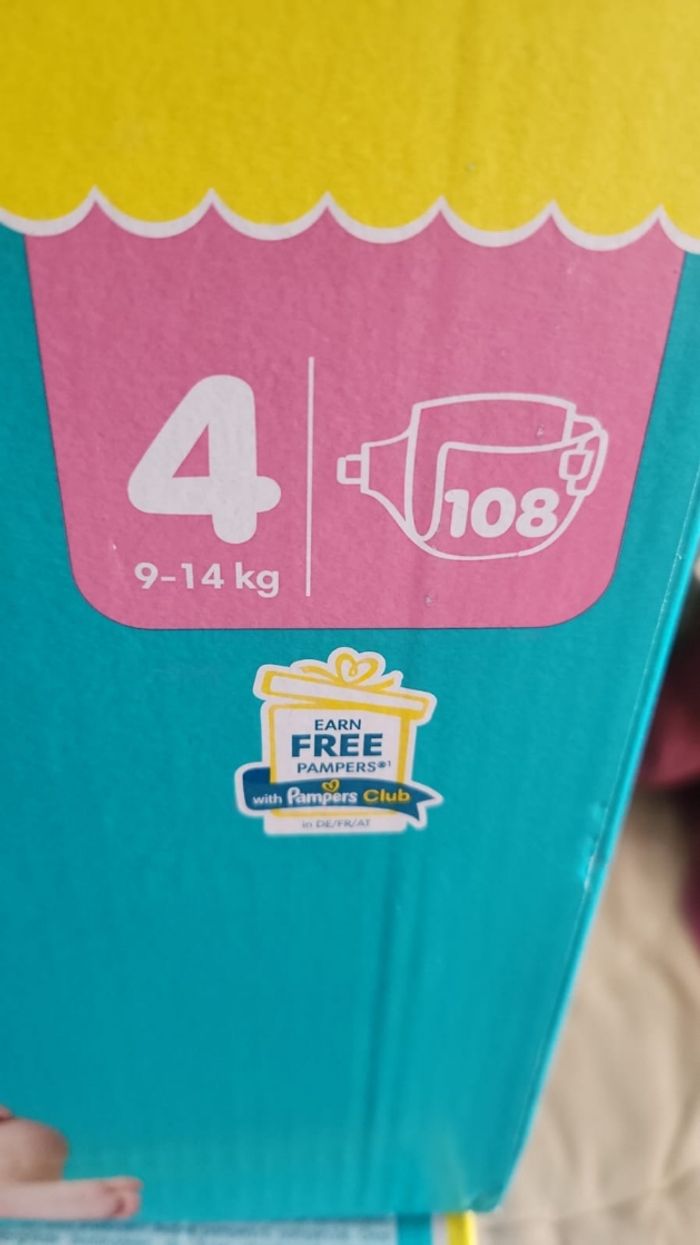 4
9-14 kg
108
EARN
FREE
PAMPERS®¹
with Pampers Club
in DE/FR/AT